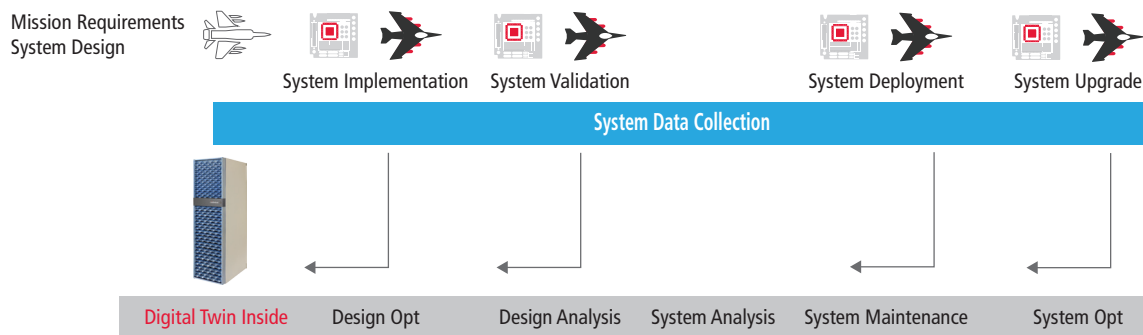 Mission Requirements
System Design
System Implementation
System Validation
System Deployment
System Upgrade
System Data Collection
Digital Twin Inside
Design Opt
Design Analysis
System Analysis
System Maintenance
System Opt